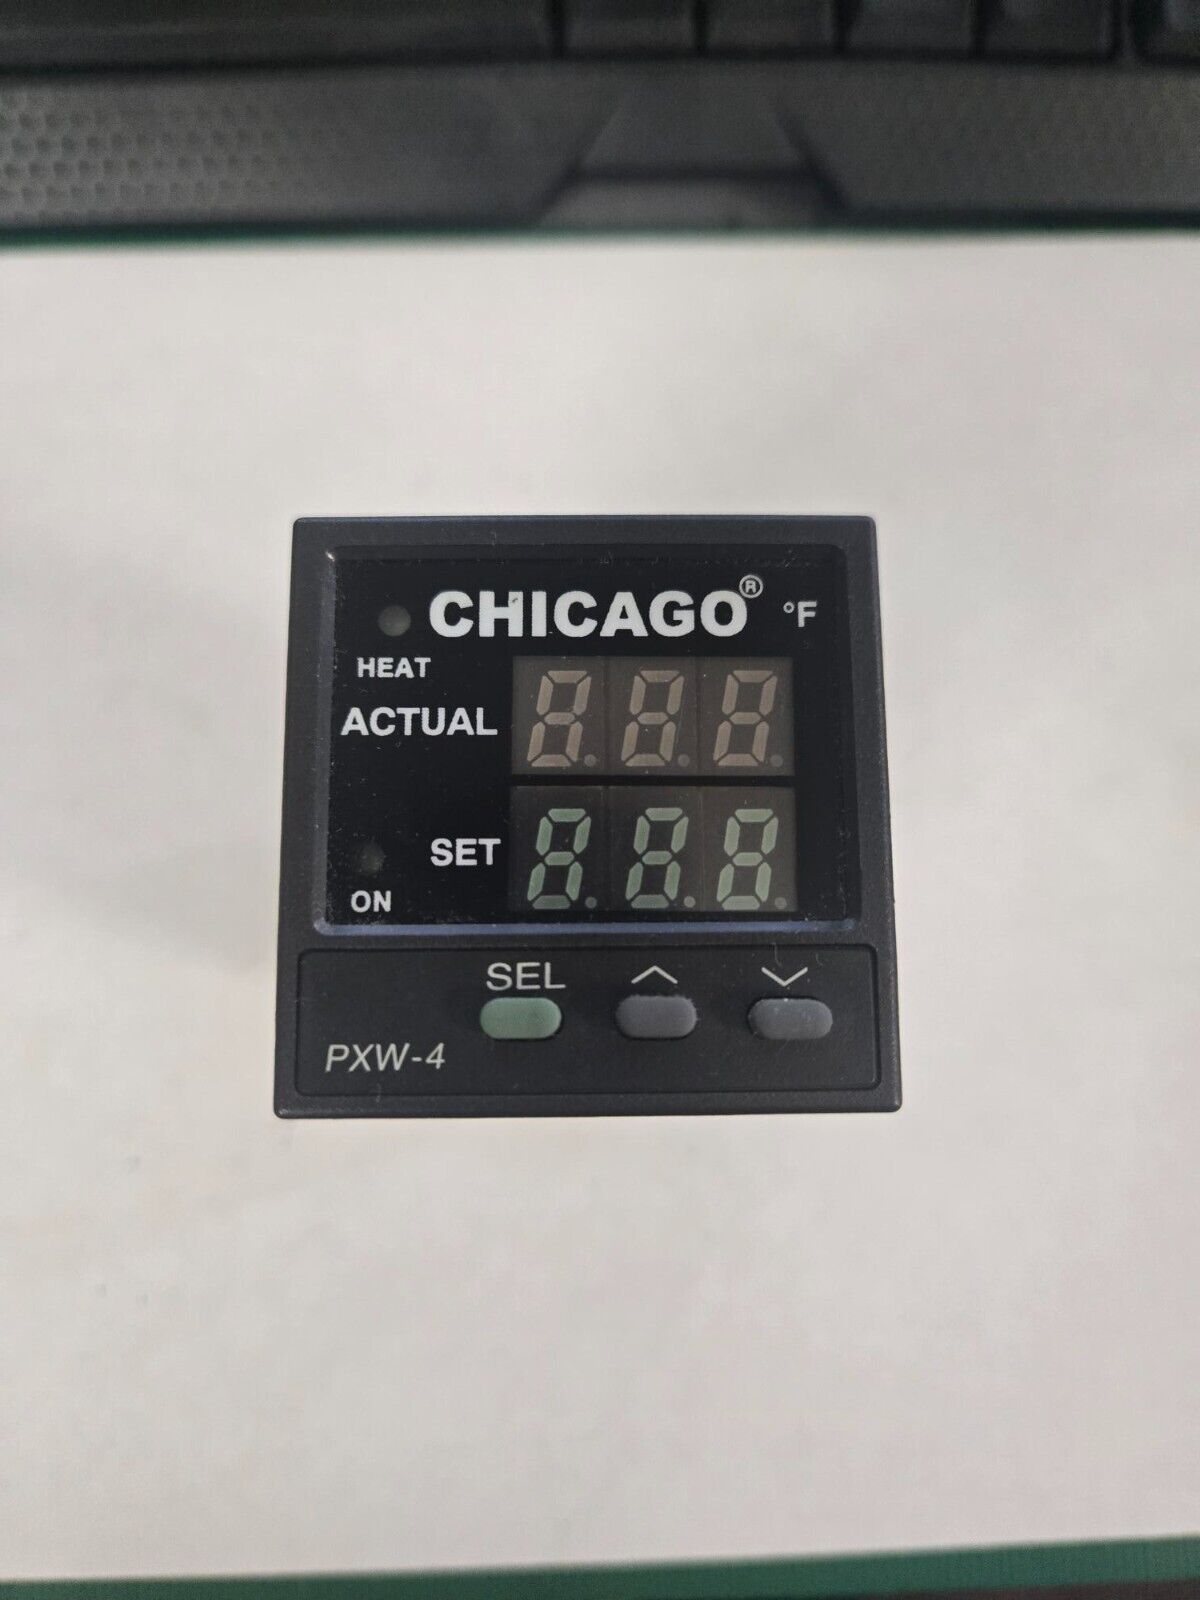 CHICAGO® °F
HEAT
ACTUAL
SET
ON
SEL
PXW-4